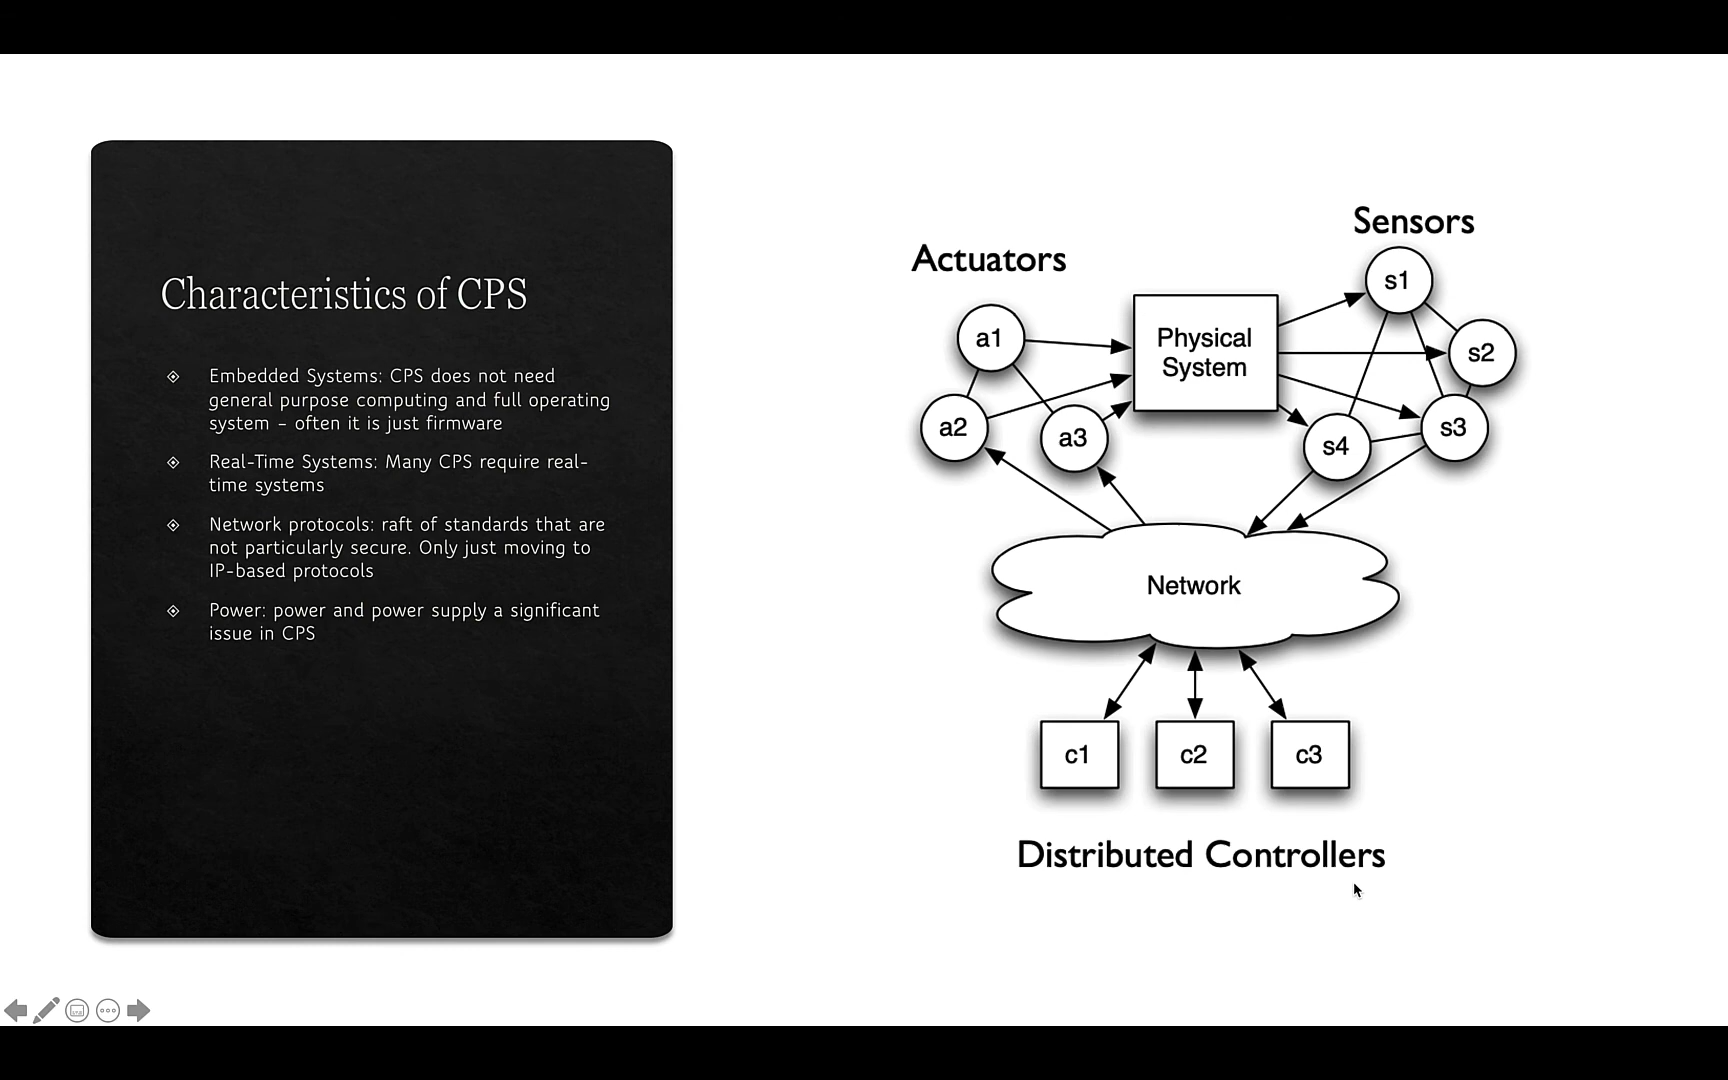 Characteristics of CPS
Embedded Systems: CPS does not need
general purpose computing and full operating
system – often it is just firmware
Real-Time Systems: Many CPS require real-
time systems
Network protocols: raft of standards that are
not particularly secure. Only just moving to
IP-based protocols
Power: power and power supply a significant
issue in CPS
Sensors
Actuators
s1
a1
Physical
System
s2
a2
a3
s4
s3
Network
c1
c2
c3
Distributed Controllers